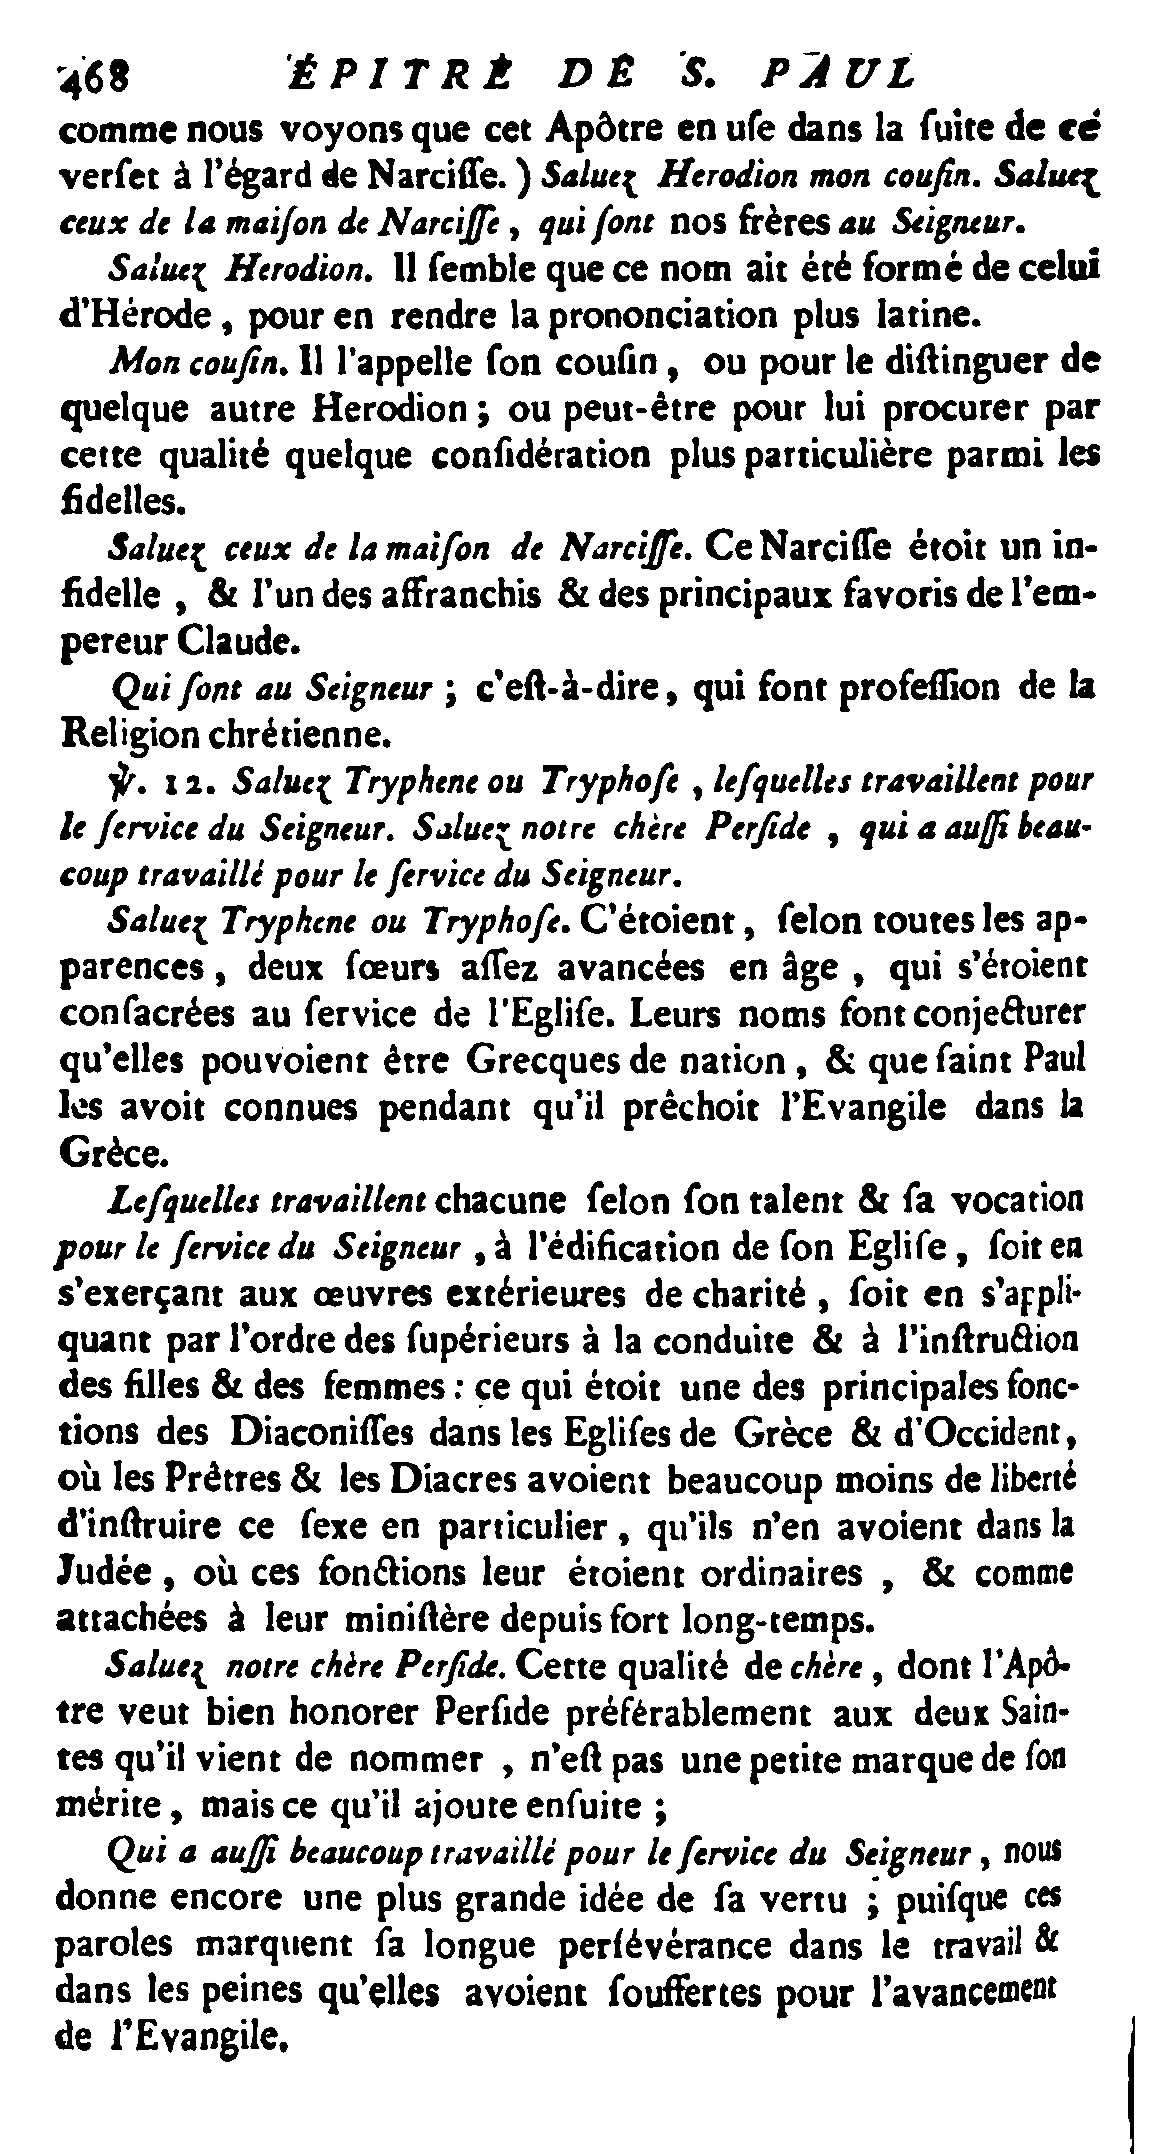 468 ÉPITRE DE S. PAUL
comme nous voyons que cet Apôtre en uſe dans la ſuite de cé
verſet à l'égard de Narciſſe. ) Saluez Herodion mon couſin. Saluez
ceux de la maiſon de Narciſſe , qui ſont nos frères au Seigneur.
Saluez Herodion. Il ſemble que ce nom ait été formé de celui
d'Hérode , pour en rendre la prononciation plus latine.
Mon couſin. Il l'appelle ſon couſin , ou pour le diſtinguer de
quelque autre Herodion ; ou peut-être pour lui procurer par
cette qualité quelque conſidération plus particulière parmi les
fidelles.
Saluez ceux de la maiſon de Narciſſe. Ce Narciſſe étoit un in-
fidelle , & l'un des affranchis & des principaux favoris de l'em-
pereur Claude.
Qui ſont au Seigneur ; c'eſt-à-dire , qui font profeſſion de la
Religion chrétienne.
℣. 12. Saluez Tryphene ou Tryphoſe , leſquelles travaillent pour
le ſervice du Seigneur. Saluez notre chère Perſide , qui a auſſi beau-
coup travaillé pour le ſervice du Seigneur.
Saluez Tryphene ou Tryphoſe. C'étoient , ſelon toutes les ap-
parences , deux ſœurs aſſez avancées en âge , qui s'étoient
conſacrées au ſervice de l'Egliſe. Leurs noms font conjecturer
qu'elles pouvoient être Grecques de nation , & que ſaint Paul
les avoit connues pendant qu'il prêchoit l'Evangile dans la
Grèce.
Leſquelles travaillent chacune ſelon ſon talent & ſa vocation
pour le ſervice du Seigneur , à l'édification de ſon Egliſe , ſoit en
s'exerçant aux œuvres extérieures de charité , ſoit en s'appli-
quant par l'ordre des ſupérieurs à la conduite & à l'inſtruction
des filles & des femmes : ce qui étoit une des principales fonc-
tions des Diaconiſſes dans les Egliſes de Grèce & d'Occident,
où les Prêtres & les Diacres avoient beaucoup moins de liberté
d'inſtruire ce ſexe en particulier , qu'ils n'en avoient dans la
Judée , où ces fonctions leur étoient ordinaires , & comme
attachées à leur miniſtère depuis fort long-temps.
Saluez notre chère Perſide. Cette qualité de chère , dont l'Apô-
tre veut bien honorer Perſide préférablement aux deux Sain-
tes qu'il vient de nommer , n'eſt pas une petite marque de ſon
mérite , mais ce qu'il ajoute enſuite ;
Qui a auſſi beaucoup travaillé pour le ſervice du Seigneur , nous
donne encore une plus grande idée de ſa vertu ; puiſque ces
paroles marquent ſa longue perſévérance dans le travail &
dans les peines qu'elles avoient ſouffertes pour l'avancement
de l'Evangile.